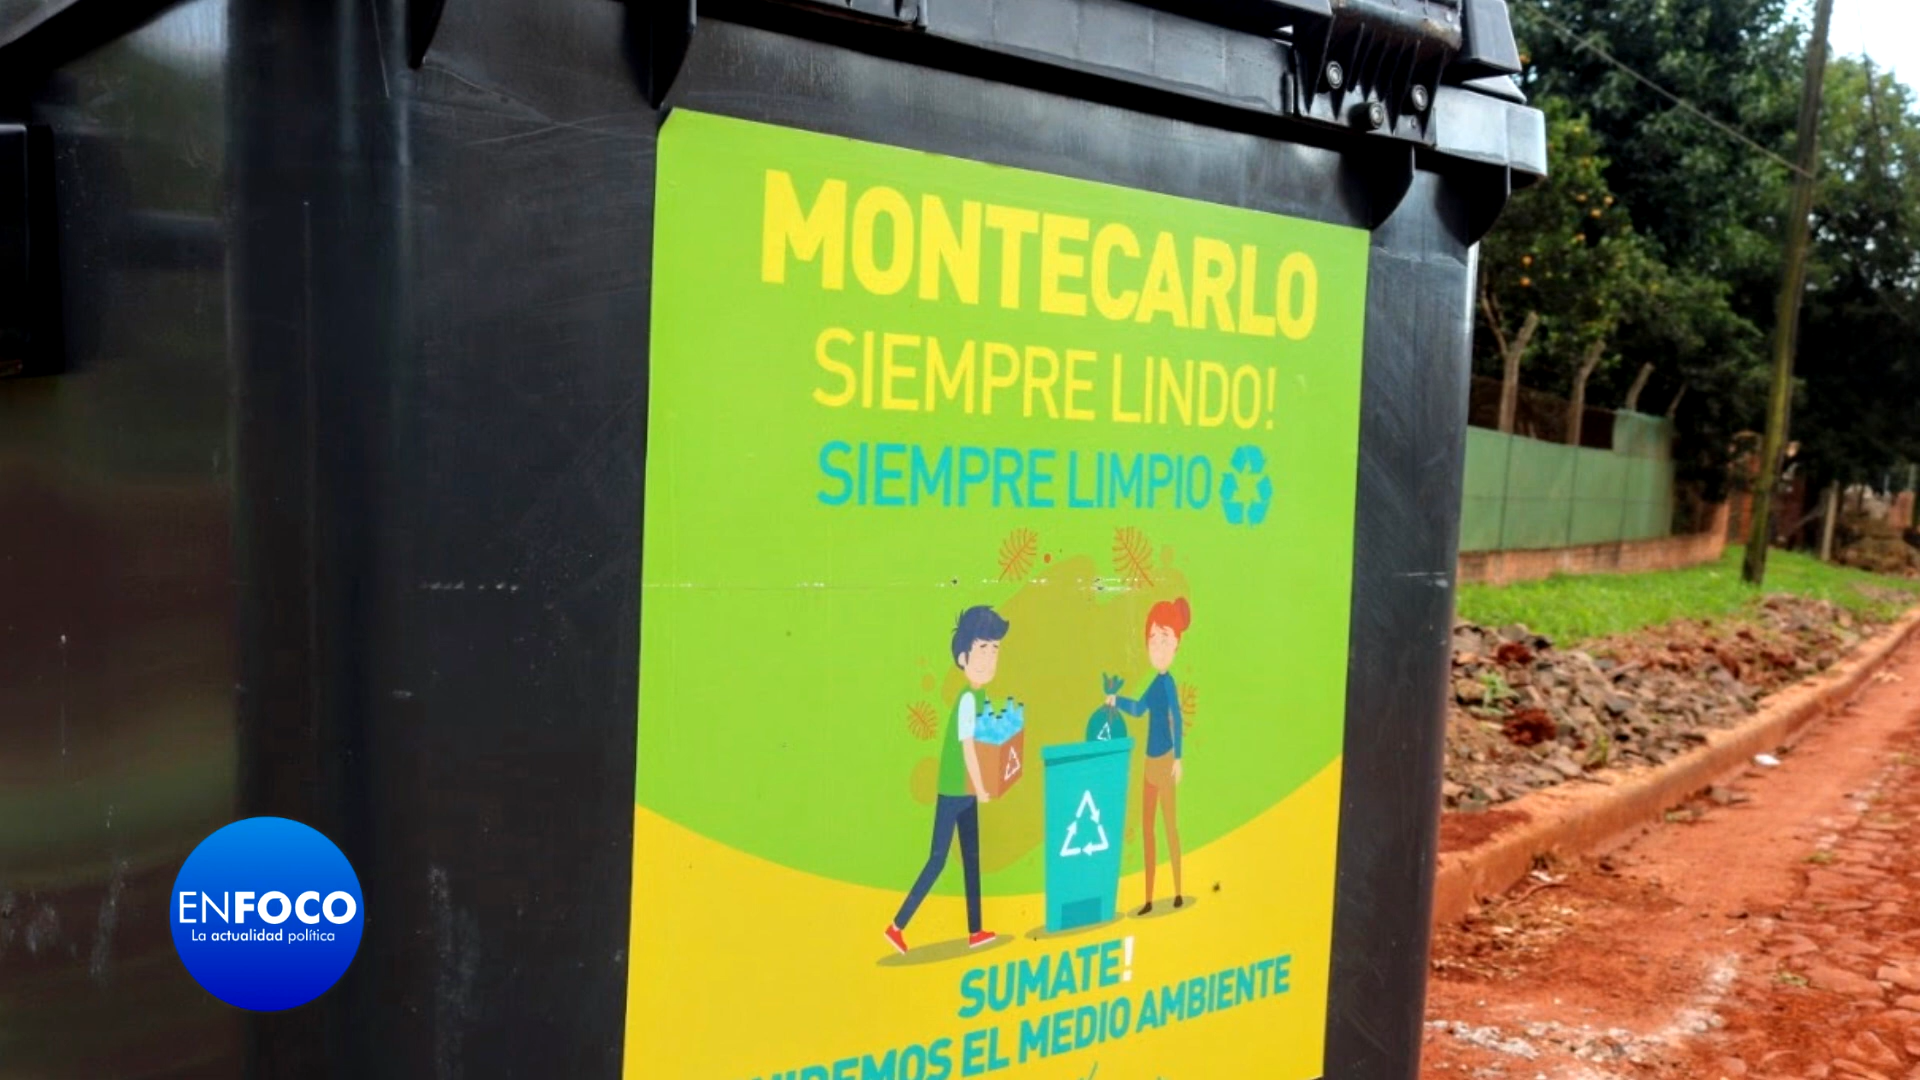 MONTECARLO
SIEMPRE LINDO!
SIEMPRE LIMPIO
SUMATE!
EL MEDIO AMBIENTE
ENFOCO
La actualidad política